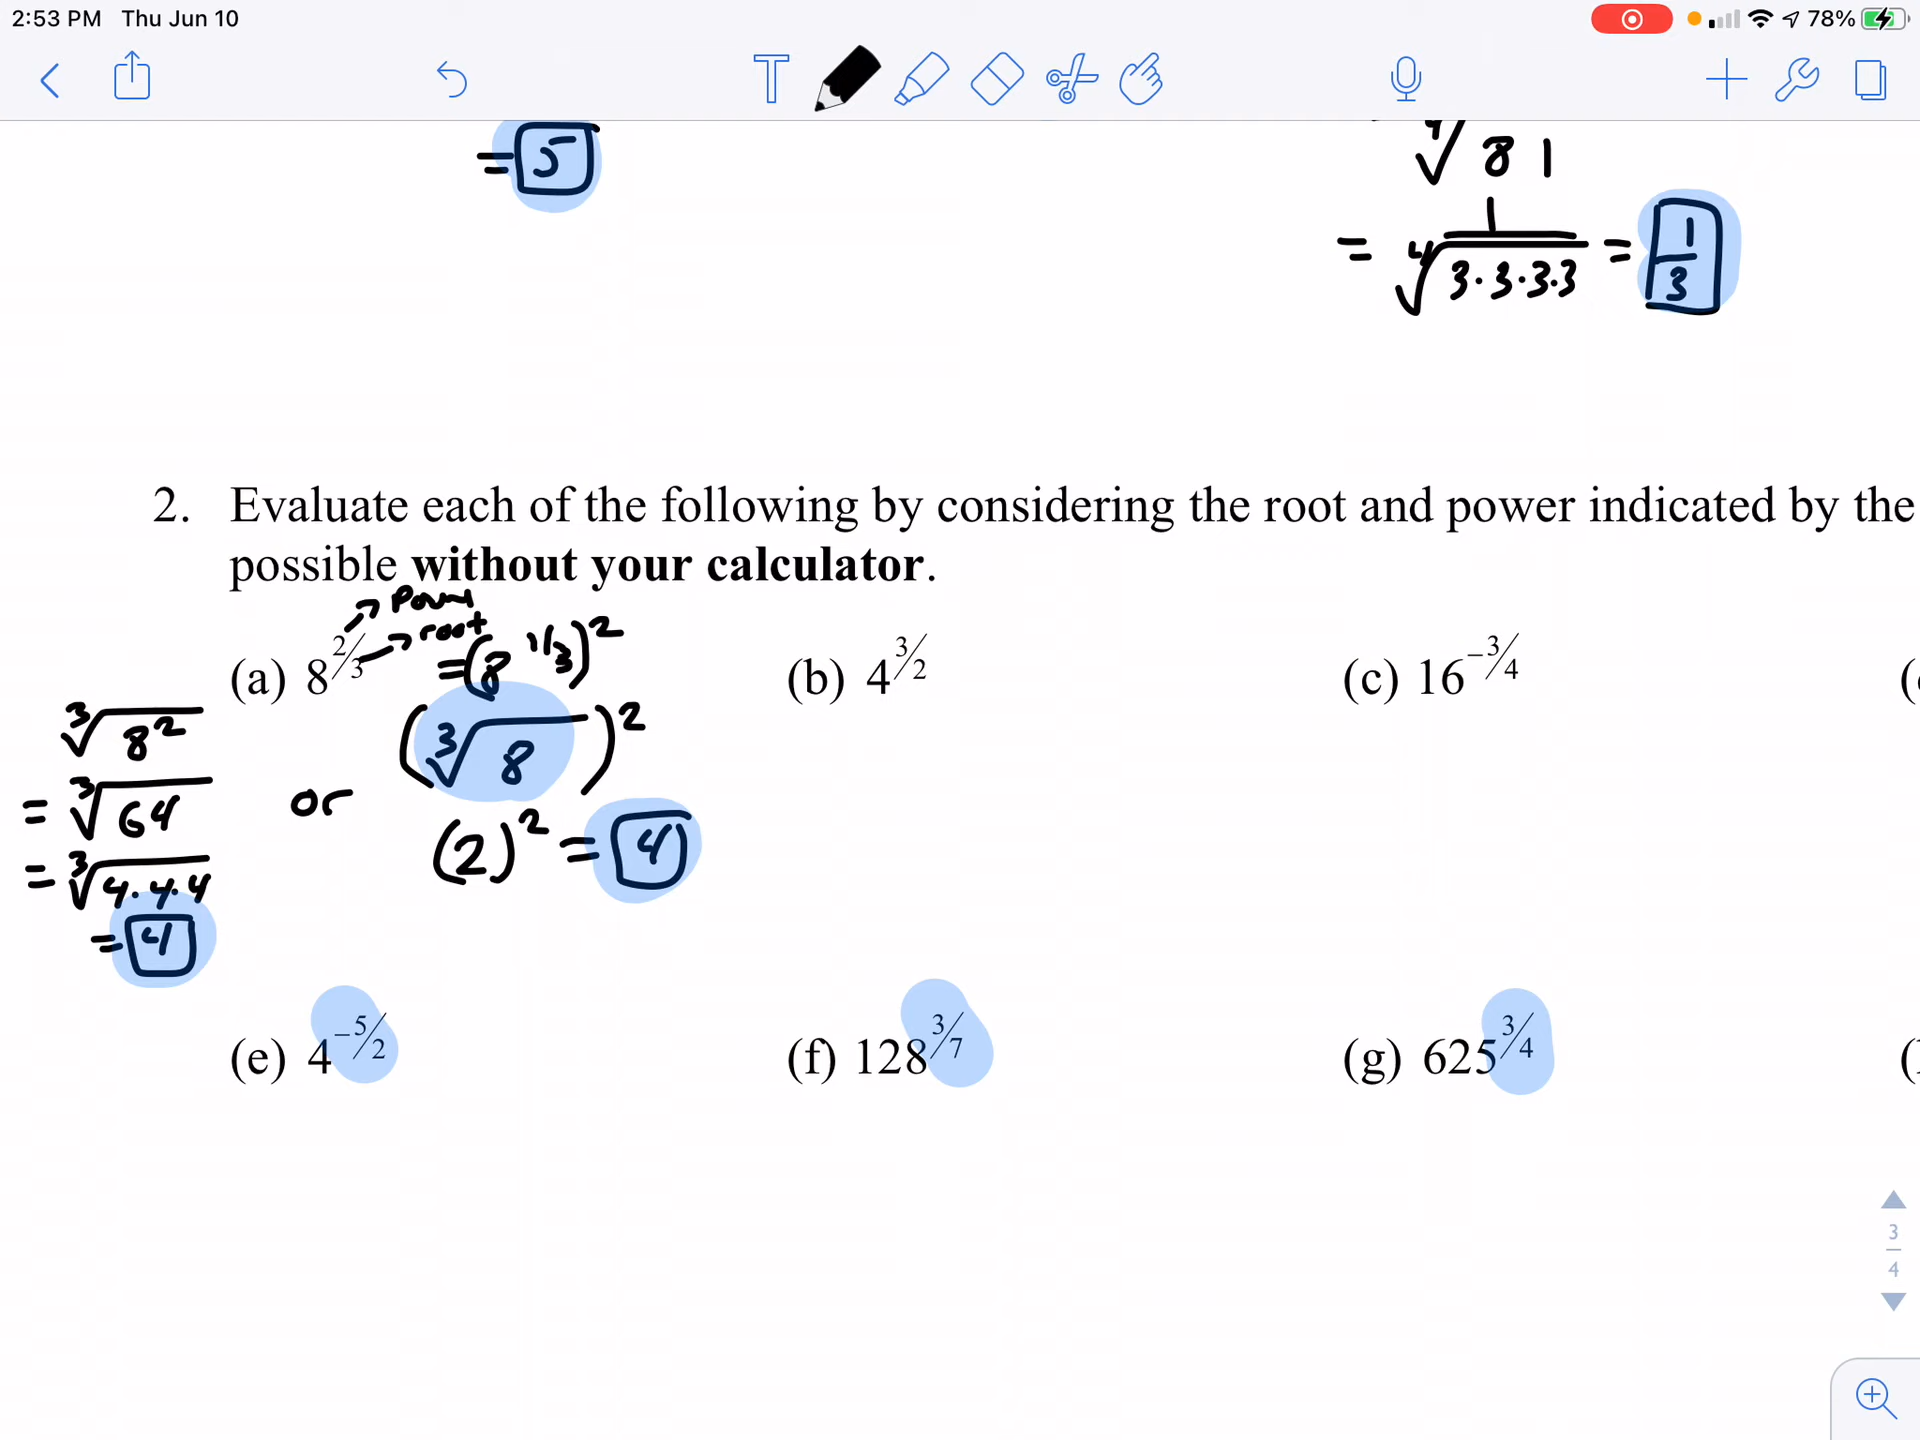 2:53 PM Thu Jun 10
78%
T
= 5
∜81
= 1/∜(3·3·3·3) = 1/3
2. Evaluate each of the following by considering the root and power indicated by the
possible without your calculator.
→ Power
→ root
(a) 8^(2/3) = (8^(1/3))^2
(b) 4^(3/2)
(c) 16^(-3/4)
(
∛(8^2) or (∛8)^2
= ∛64
(2)^2 = 4
= ∛(4·4·4)
= 4
(e) 4^(-5/2)
(f) 128^(3/7)
(g) 625^(3/4)
3
4